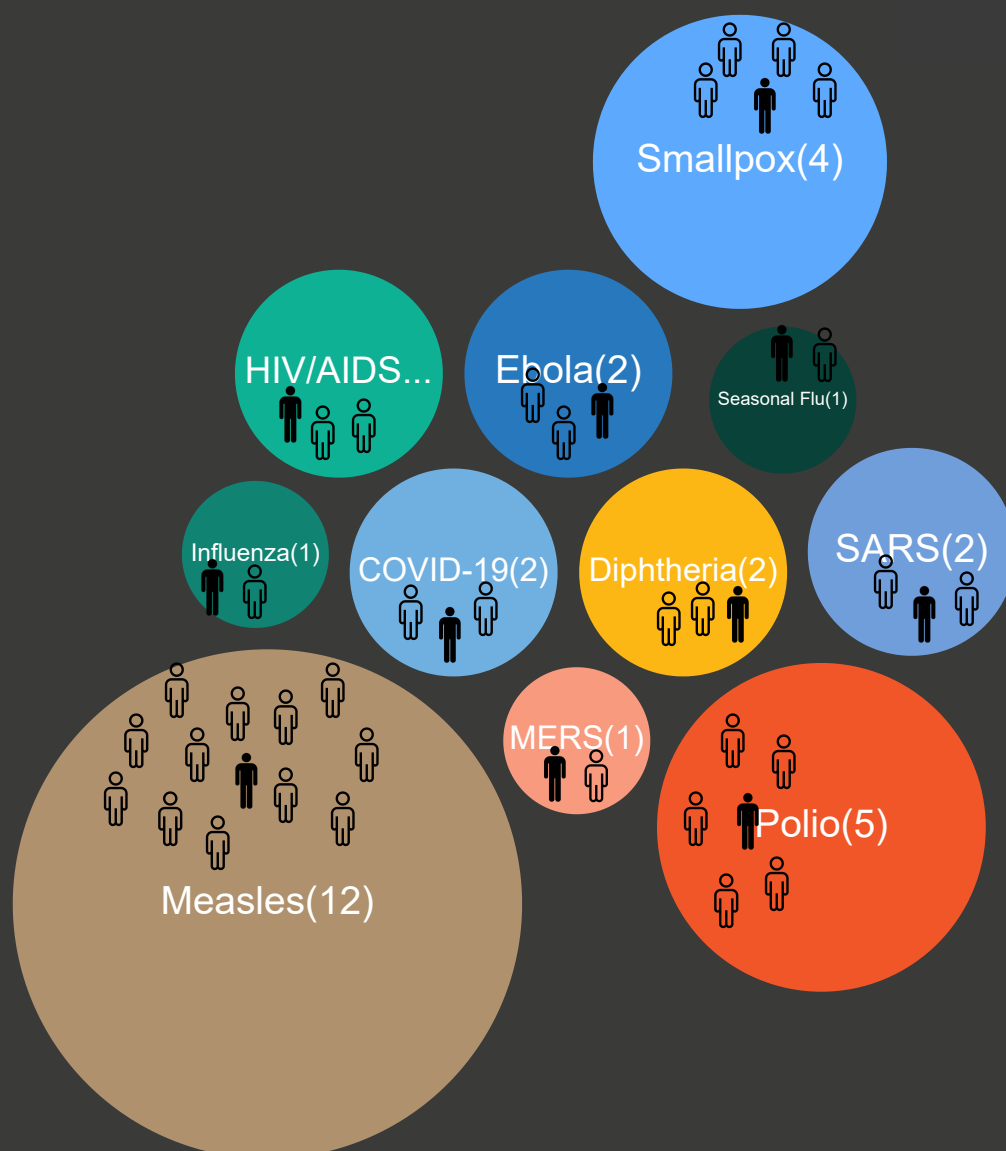 Smallpox(4)
HIV/AIDS...
Ebola(2)
Seasonal Flu(1)
Influenza(1)
COVID-19(2)
Diphtheria(2)
SARS(2)
MERS(1)
Polio(5)
Measles(12)